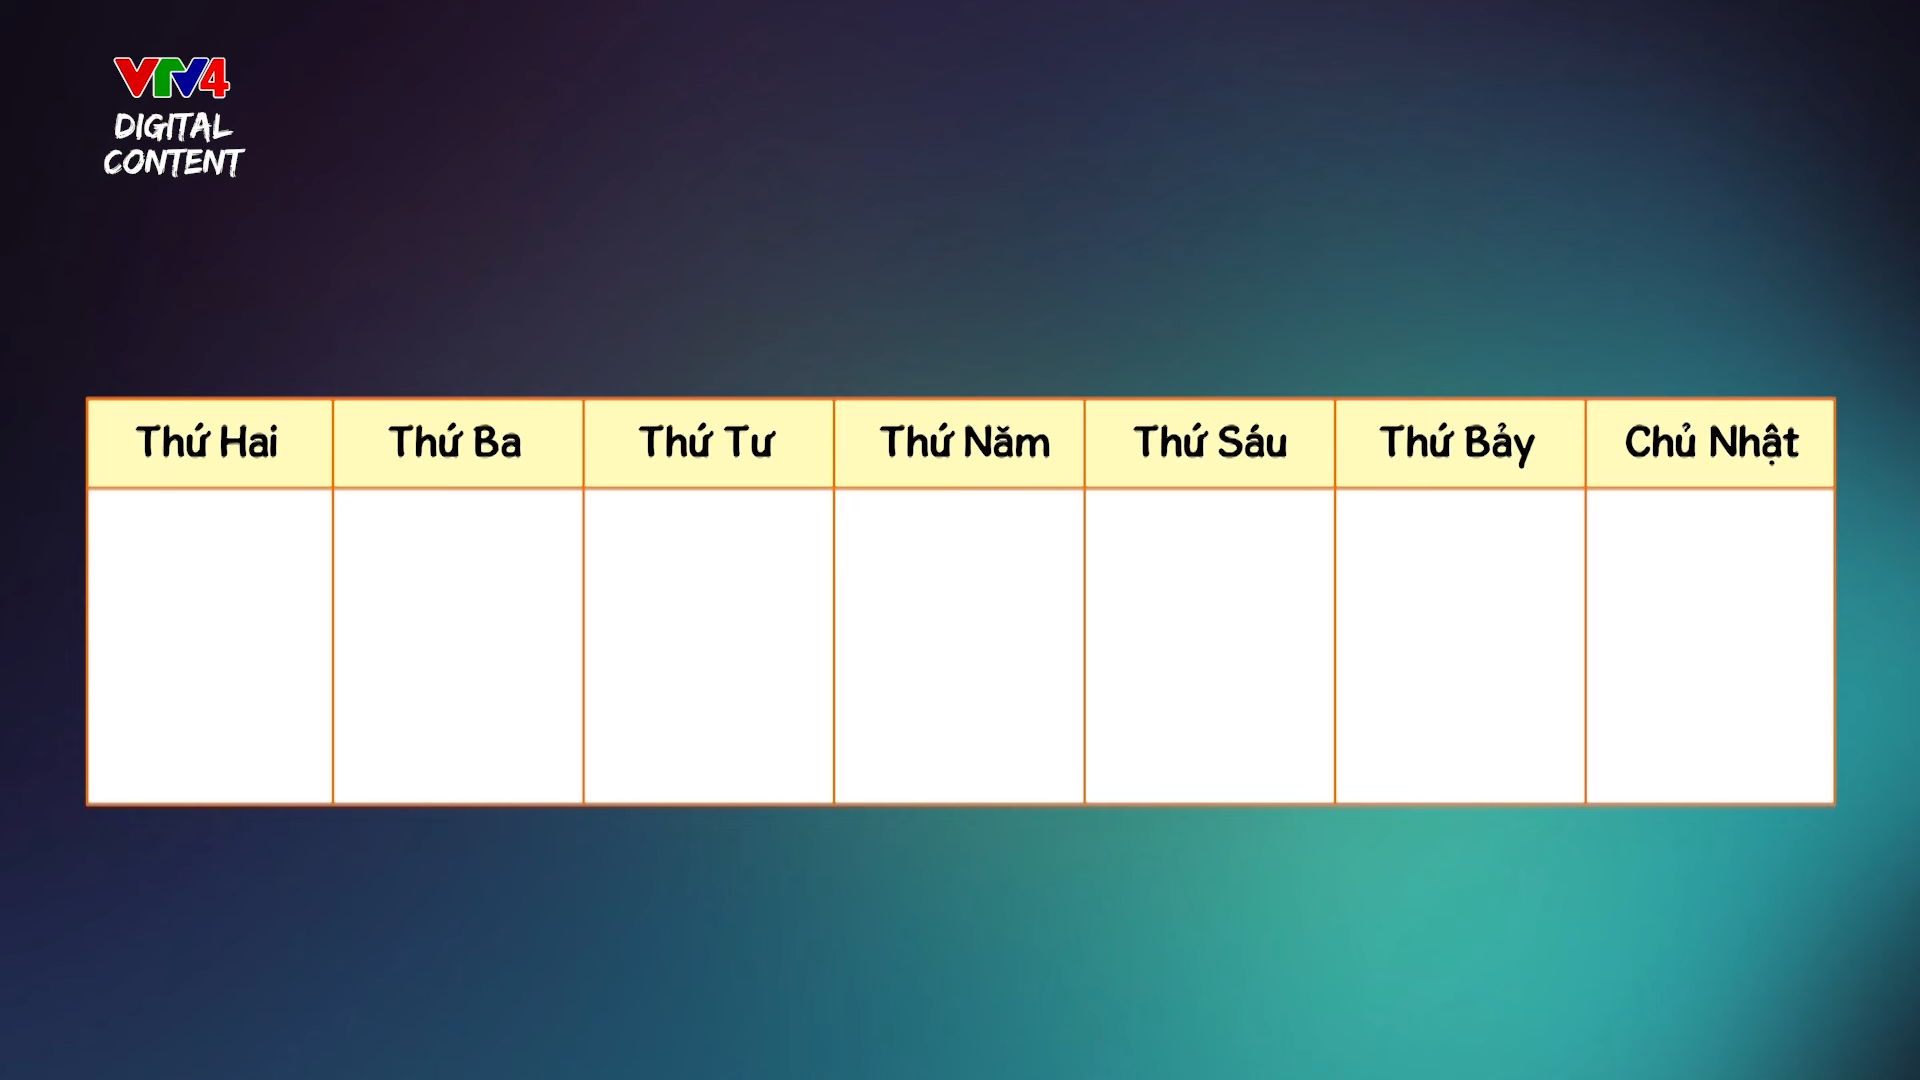 VTV4
DIGITAL
CONTENT
Thứ Hai Thứ Ba Thứ Tư Thứ Năm Thứ Sáu Thứ Bảy Chủ Nhật